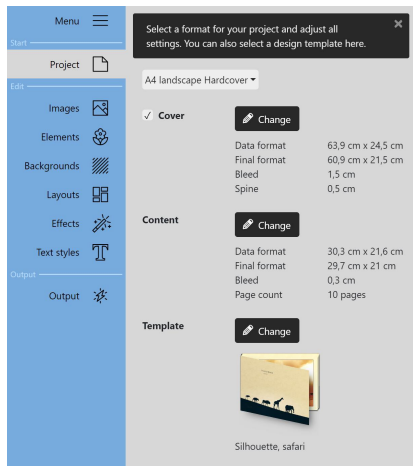 Menu
Start
Project
Edit
Images
Elements
Backgrounds
Layouts
Effects
Text styles
Output
Output
Select a format for your project and adjust all
settings. You can also select a design template here.
A4 landscape Hardcover
Cover
Change
Data format 63,9 cm x 24,5 cm
Final format 60,9 cm x 21,5 cm
Bleed 1,5 cm
Spine 0,5 cm
Content
Change
Data format 30,3 cm x 21,6 cm
Final format 29,7 cm x 21 cm
Bleed 0,3 cm
Page count 10 pages
Template
Change
Silhouette, safari